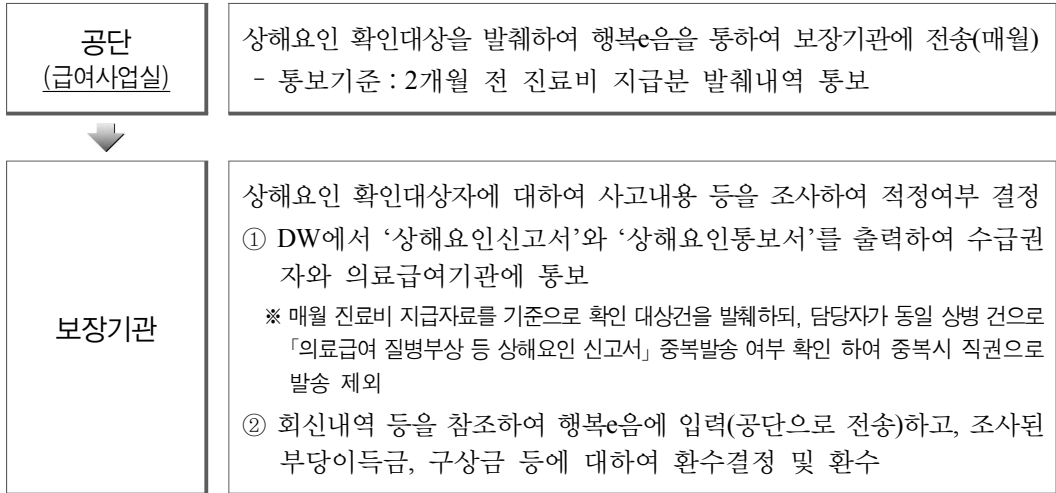 공단
(급여사업실)
상해요인 확인대상을 발췌하여 행복e음을 통하여 보장기관에 전송(매월)
- 통보기준 : 2개월 전 진료비 지급분 발췌내역 통보
보장기관
상해요인 확인대상자에 대하여 사고내용 등을 조사하여 적정여부 결정
① DW에서 ‘상해요인신고서’와 ‘상해요인통보서’를 출력하여 수급권
자와 의료급여기관에 통보
※ 매월 진료비 지급자료를 기준으로 확인 대상건을 발췌하되, 담당자가 동일 상병 건으로
「의료급여 질병부상 등 상해요인 신고서」 중복발송 여부 확인 하여 중복시 직권으로
발송 제외
② 회신내역 등을 참조하여 행복e음에 입력(공단으로 전송)하고, 조사된
부당이득금, 구상금 등에 대하여 환수결정 및 환수